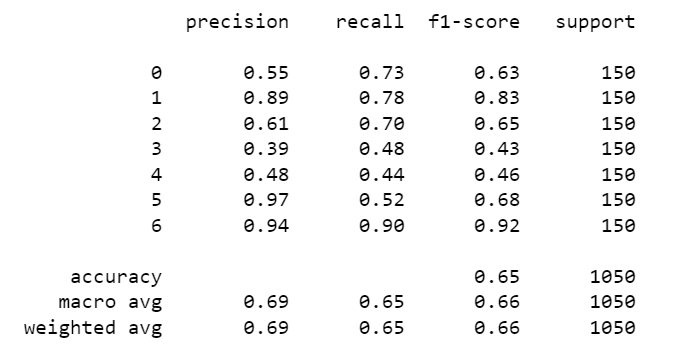 precision recall f1-score support
0 0.55 0.73 0.63 150
1 0.89 0.78 0.83 150
2 0.61 0.70 0.65 150
3 0.39 0.48 0.43 150
4 0.48 0.44 0.46 150
5 0.97 0.52 0.68 150
6 0.94 0.90 0.92 150
accuracy 0.65 1050
macro avg 0.69 0.65 0.66 1050
weighted avg 0.69 0.65 0.66 1050